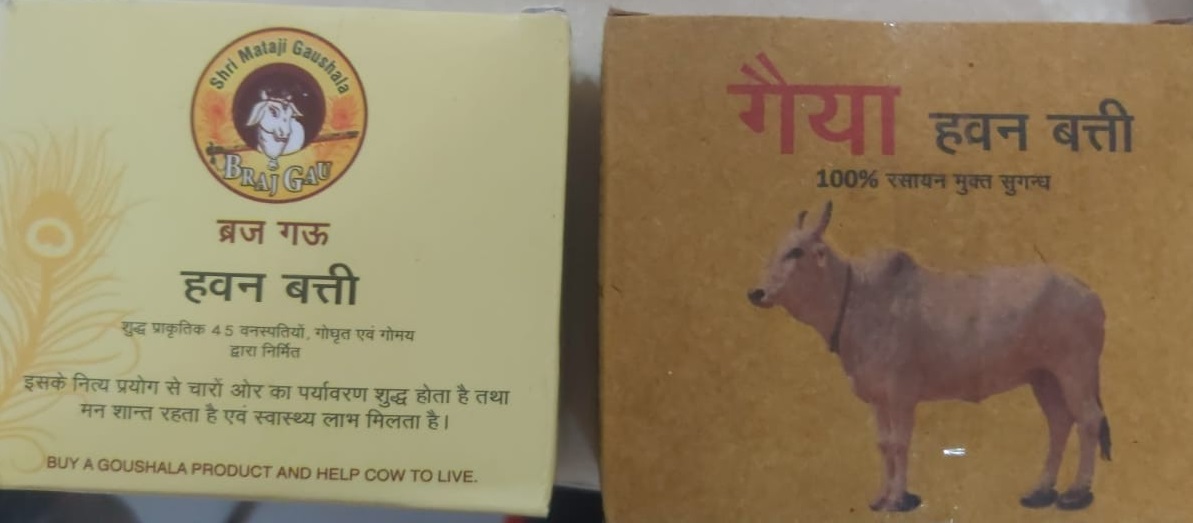 Shri Mataji Gaushala
BRAJ GAU
ब्रज गऊ
हवन बत्ती
शुद्ध प्राकृतिक 45 वनस्पतियों, गोघृत एवं गोमय
द्वारा निर्मित
इसके नित्य प्रयोग से चारों ओर का पर्यावरण शुद्ध होता है तथा
मन शान्त रहता है एवं स्वास्थ्य लाभ मिलता है।
BUY A GOUSHALA PRODUCT AND HELP COW TO LIVE.
गैया हवन बत्ती
100% रसायन मुक्त सुगन्ध